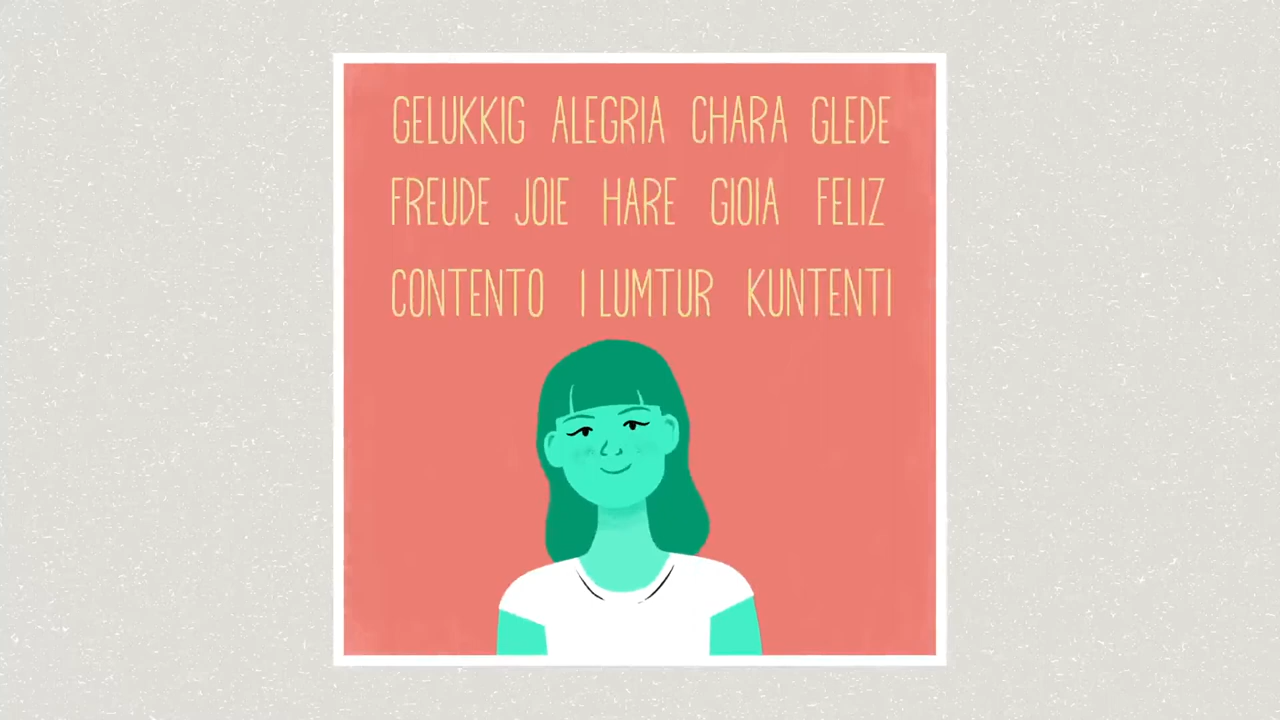 GELUKKIG ALEGRIA CHARA GLEDE
FREUDE JOIE HARE GIOIA FELIZ
CONTENTO I LUMTUR KUNTENTI